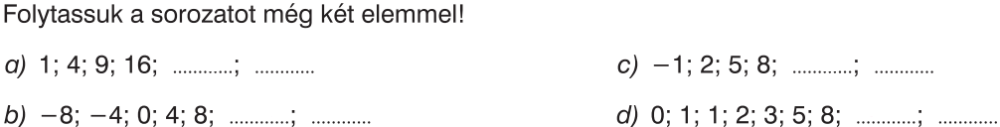 Folytassuk a sorozatot még két elemmel!
a) 1; 4; 9; 16; ............; ............
c) −1; 2; 5; 8; ............; ............
b) −8; −4; 0; 4; 8; ............; ............
d) 0; 1; 1; 2; 3; 5; 8; ............; ............